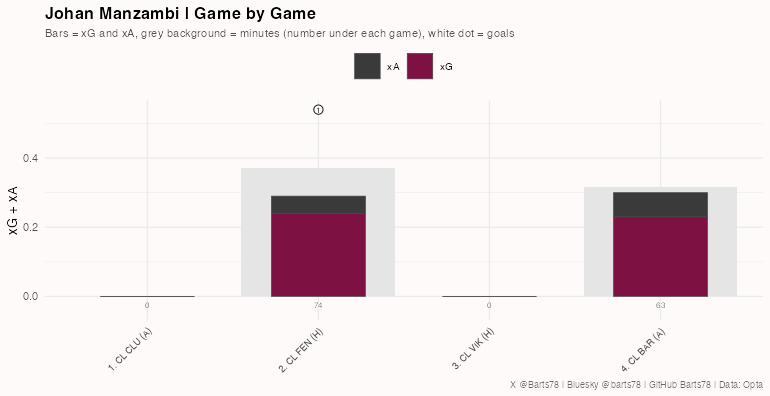 Johan Manzambi | Game by Game
Bars = xG and xA, grey background = minutes (number under each game), white dot = goals
xA xG
1
xG + xA
0.4
0.2
0.0
0 74 0 63
1. CL CLU (A)
2. CL FEN (H)
3. CL VIK (H)
4. CL BAR (A)
X @Barts78 | Bluesky @barts78 | GitHub Barts78 | Data: Opta